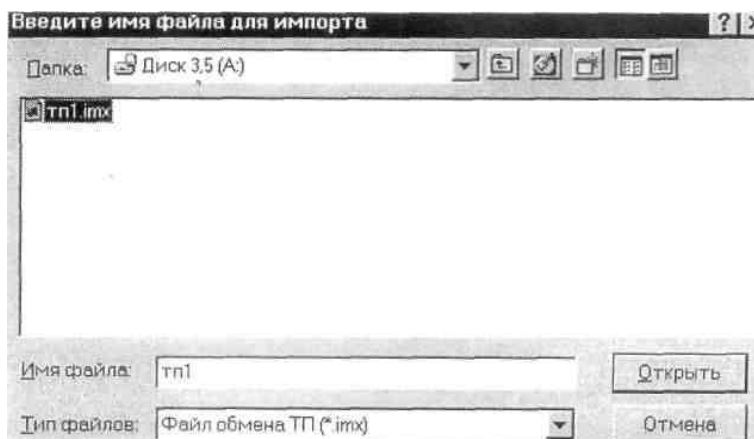 Введите имя файла для импорта
Папка: Диск 3,5 (А:)
тп1.imx
Имя файла: тп1
Открыть
Тип файлов: Файл обмена ТП (*.imx)
Отмена